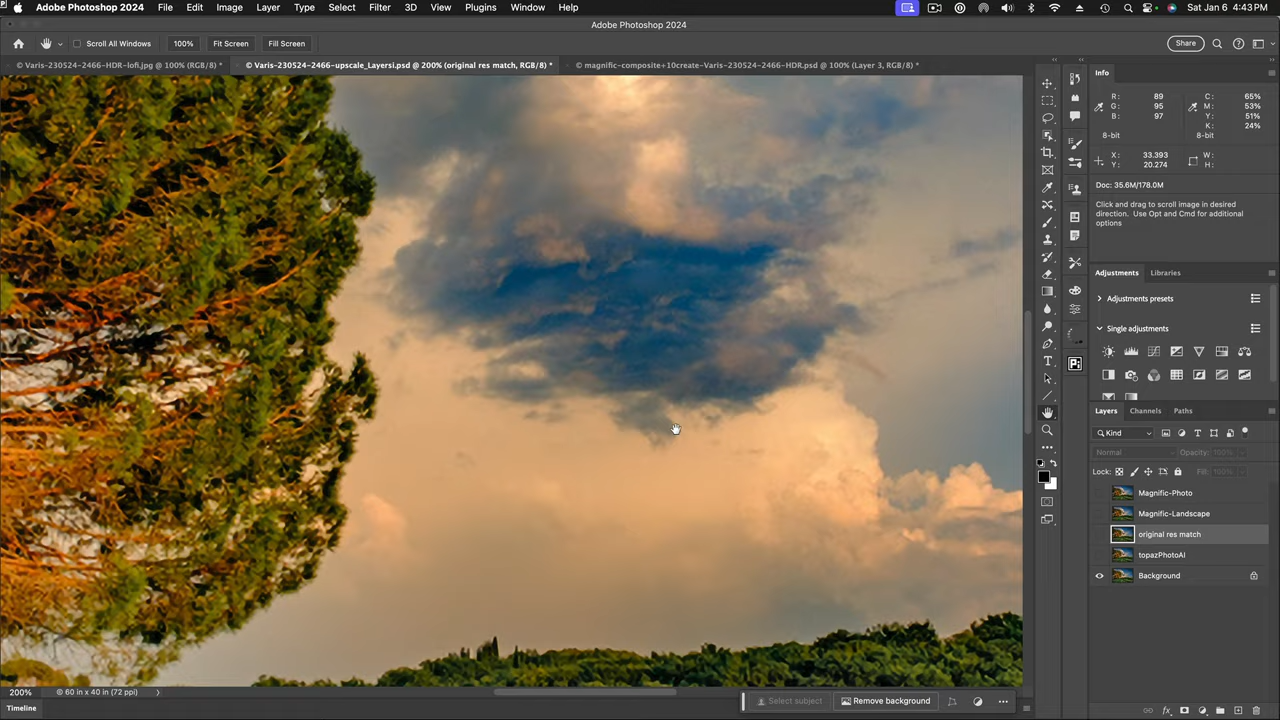 Adobe Photoshop 2024 File Edit Image Layer Type Select Filter 3D View Plugins Window Help Sat Jan 6 4:43 PM
Adobe Photoshop 2024
Scroll All Windows 100% Fit Screen Fill Screen Share
© Varis-230524-2466-HDR-lofi.jpg @ 100% (RGB/8) * © Varis-230524-2466-upscale_Layersi.psd @ 200% (original res match, RGB/8) * © magnific-composite+10create-Varis-230524-2466-HDR.psd @ 100% (Layer 3, RGB/8) *
Info
R: 89 C: 65%
G: 95 M: 53%
B: 97 Y: 51%
K: 24%
8-bit 8-bit
X: 33.393 W:
Y: 20.274 H:
Doc: 35.6M/178.0M
Click and drag to scroll image in desired
direction. Use Opt and Cmd for additional
options
Adjustments Libraries
Adjustments presets
Single adjustments
Layers Channels Paths
Kind
Normal Opacity: 100%
Lock: Fill: 100%
Magnific-Photo
Magnific-Landscape
original res match
topazPhotoAI
Background
200% © 60 in x 40 in (72 ppi) Select subject Remove background
Timeline